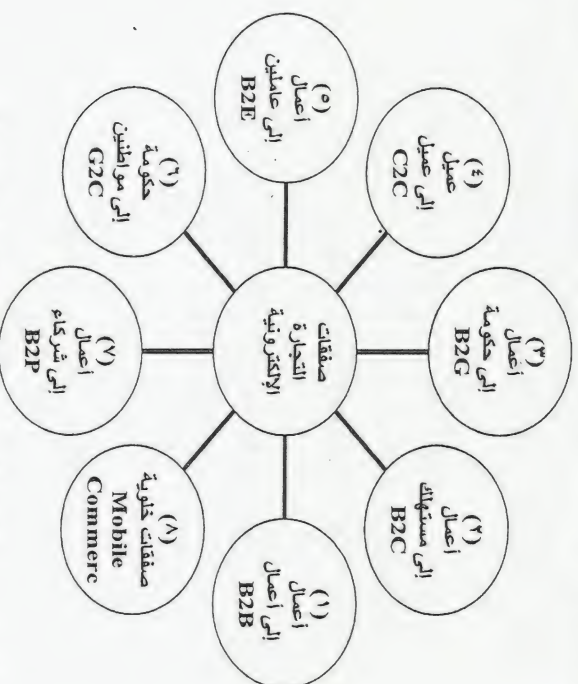 صفقات
التجارة
الإلكترونية
(١)
أعمال
إلى أعمال
B2B
(٢)
أعمال
إلى مستهلك
B2C
(٣)
أعمال
إلى حكومة
B2G
(٤)
عميل
إلى عميل
C2C
(٥)
أعمال
إلى عاملين
B2E
(٦)
حكومة
إلى مواطنين
G2C
(٧)
أعمال
إلى شركاء
B2P
(٨)
صفقات خلوية
Mobile
Commerc